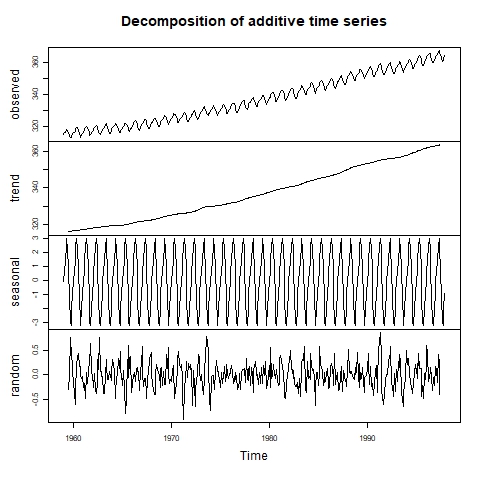 Decomposition of additive time series
observed
320 340 360
trend
320 340 360
seasonal
-3 -1 1 2 3
random
-0.5 0.0 0.5
1960 1970 1980 1990
Time